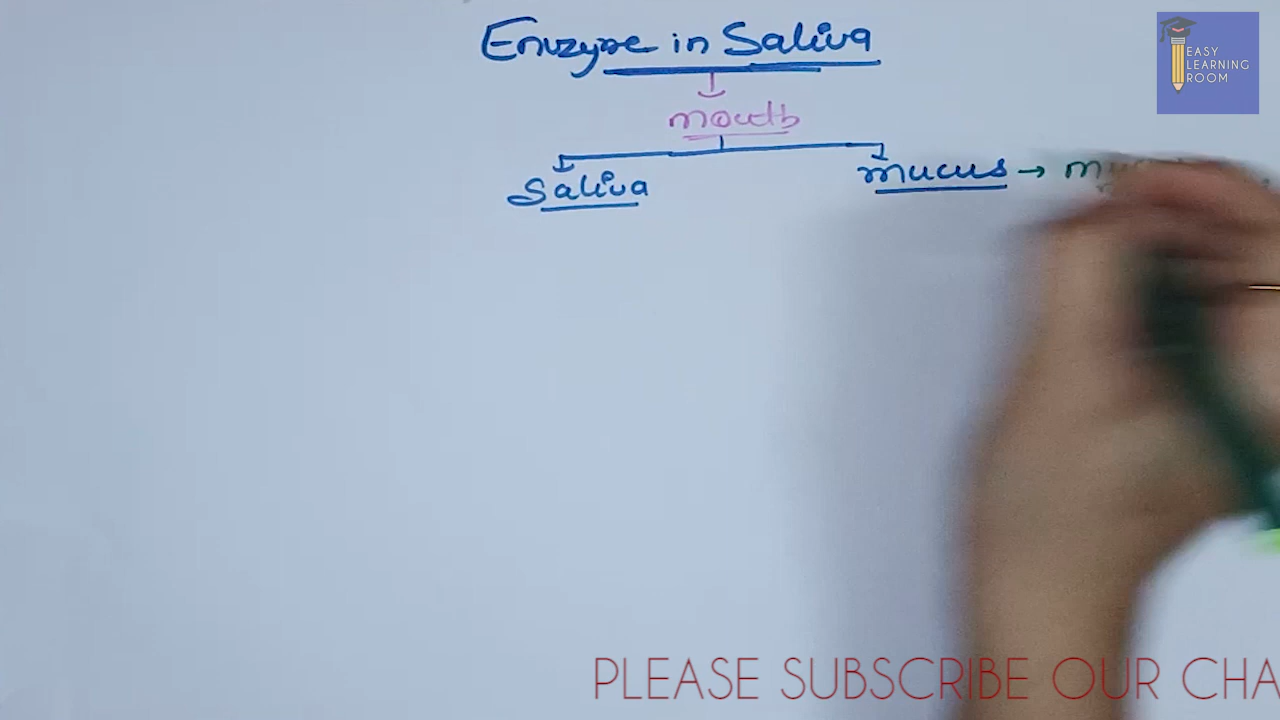 Enzyme in Saliva
EASY
LEARNING
ROOM
↓
mouth
Saliva
mucus →
PLEASE SUBSCRIBE OUR CHA